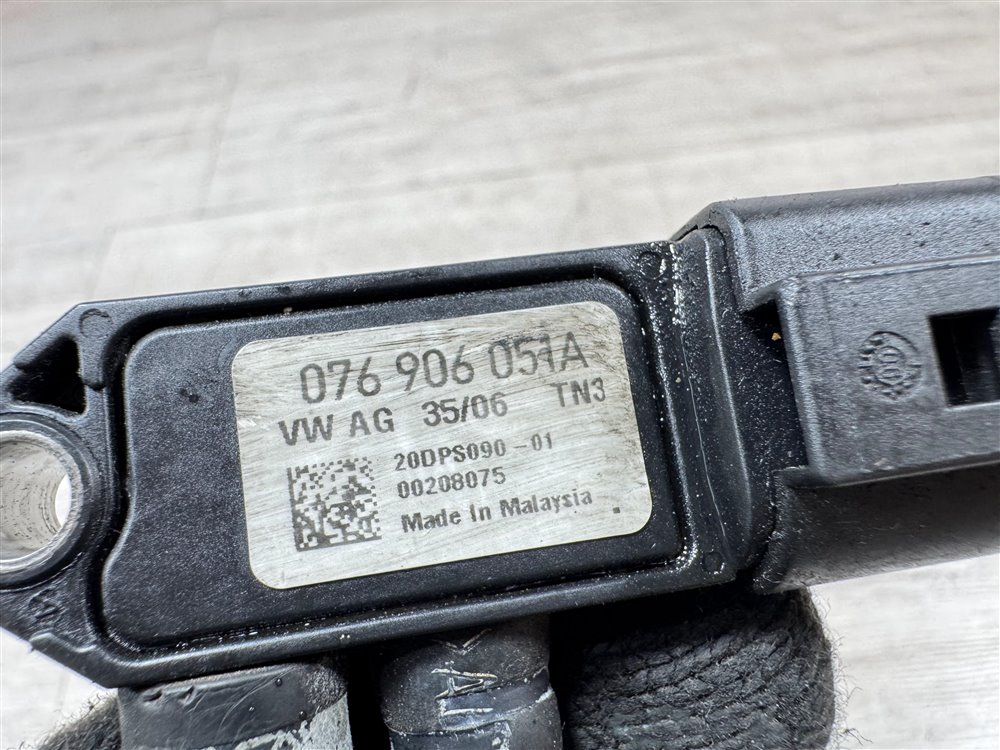 076 906 051A
VW AG 35/06 TN3
20DPS090-01
00208075
Made In Malaysia